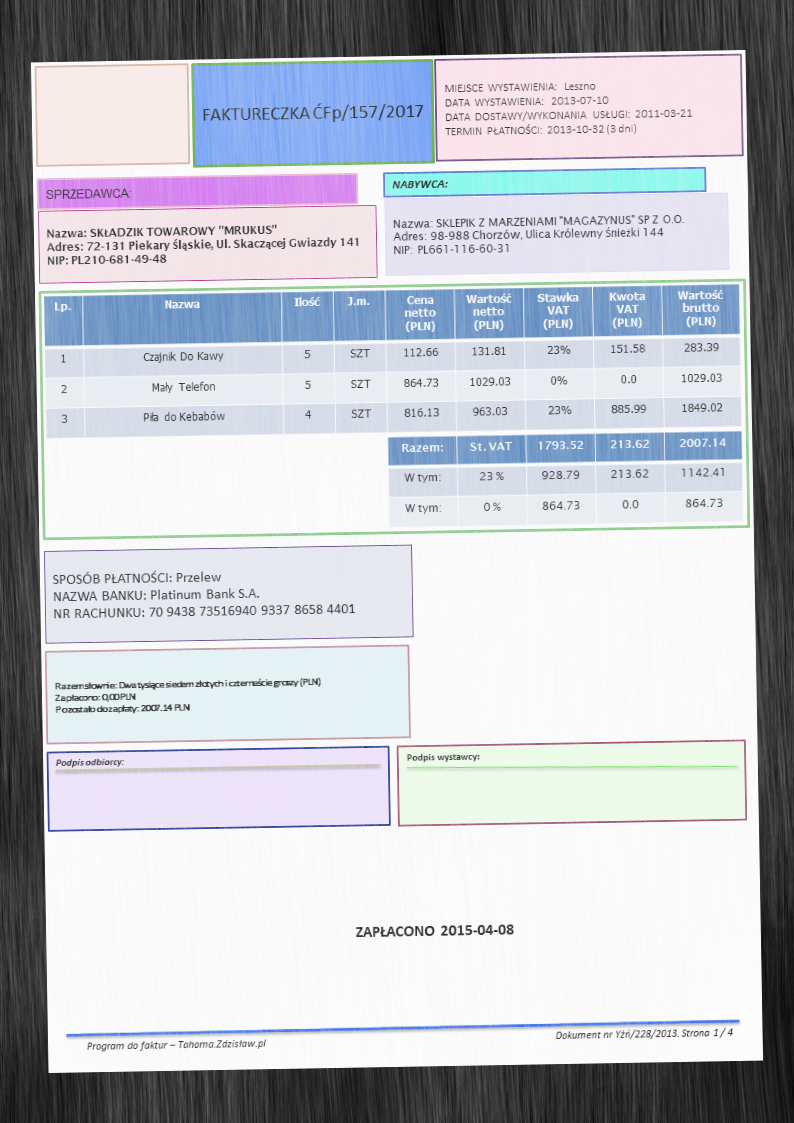 FAKTURECZKA ĆFp/157/2017
MIEJSCE WYSTAWIENIA: Leszno
DATA WYSTAWIENIA: 2013-07-10
DATA DOSTAWY/WYKONANIA USŁUGI: 2011-03-21
TERMIN PŁATNOŚCI: 2013-10-32 (3 dni)
SPRZEDAWCA:
NABYWCA:
Nazwa: SKŁADZIK TOWAROWY "MRUKUS"
Adres: 72-131 Piekary Śląskie, Ul. Skaczącej Gwiazdy 141
NIP: PL210-681-49-48
Nazwa: SKLEPIK Z MARZENIAMI "MAGAZYNUS" SP Z O.O.
Adres: 98-988 Chorzów, Ulica Królewny Śnieżki 144
NIP: PL661-116-60-31
Lp. Nazwa Ilość J.m. Cena netto (PLN) Wartość netto (PLN) Stawka VAT (PLN) Kwota VAT (PLN) Wartość brutto (PLN)
1 Czajnik Do Kawy 5 SZT 112.66 131.81 23% 151.58 283.39
2 Mały Telefon 5 SZT 864.73 1029.03 0% 0.0 1029.03
3 Piła do Kebabów 4 SZT 816.13 963.03 23% 885.99 1849.02
Razem: St. VAT 1793.52 213.62 2007.14
W tym: 23 % 928.79 213.62 1142.41
W tym: 0 % 864.73 0.0 864.73
SPOSÓB PŁATNOŚCI: Przelew
NAZWA BANKU: Platinum Bank S.A.
NR RACHUNKU: 70 9438 73516940 9337 8658 4401
Razem słownie: Dwa tysiące siedem złotych i czternaście groszy (PLN)
Zapłacono: 0,00 PLN
Pozostało do zapłaty: 2007.14 PLN
Podpis odbiorcy:
Podpis wystawcy:
ZAPŁACONO 2015-04-08
Program do faktur – Tahoma.Zdzisław.pl
Dokument nr Yźń/228/2013. Strona 1 / 4